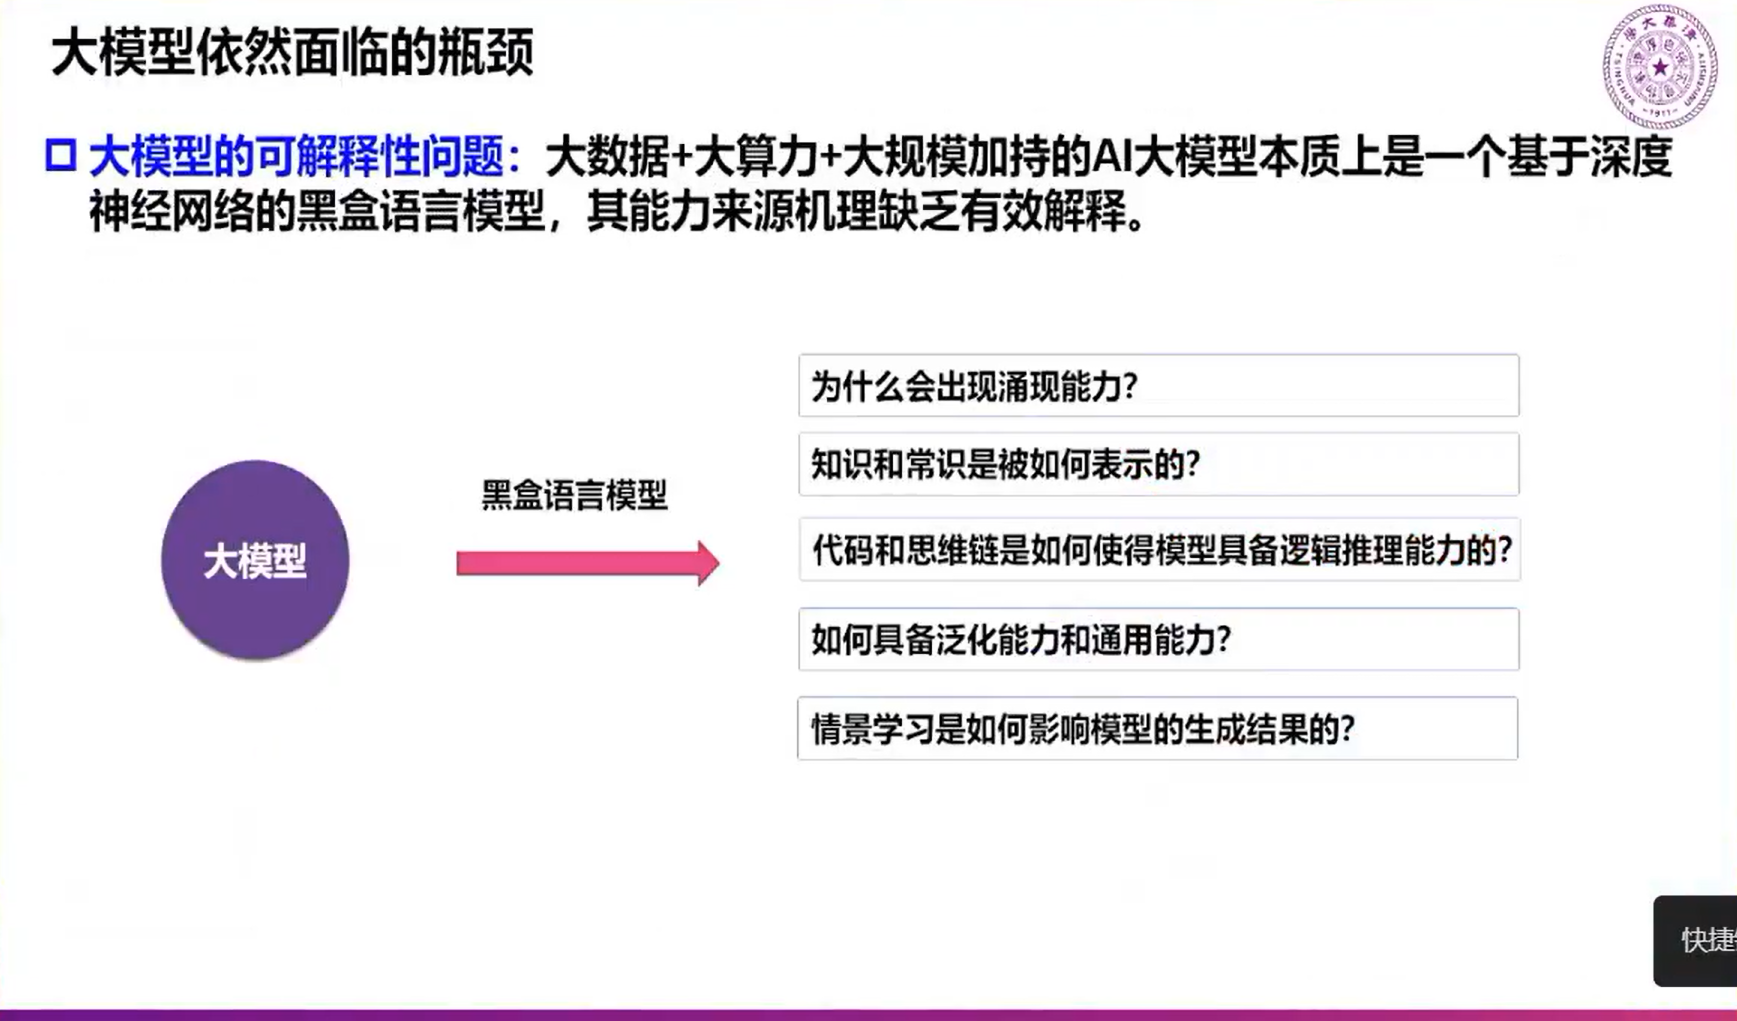 大模型依然面临的瓶颈
大模型的可解释性问题：大数据+大算力+大规模加持的AI大模型本质上是一个基于深度
神经网络的黑盒语言模型，其能力来源机理缺乏有效解释。
为什么会出现涌现能力?
知识和常识是被如何表示的?
黑盒语言模型
大模型
代码和思维链是如何使得模型具备逻辑推理能力的?
如何具备泛化能力和通用能力?
情景学习是如何影响模型的生成结果的?
TSINGHUA UNIVERSITY
-1911-
快捷